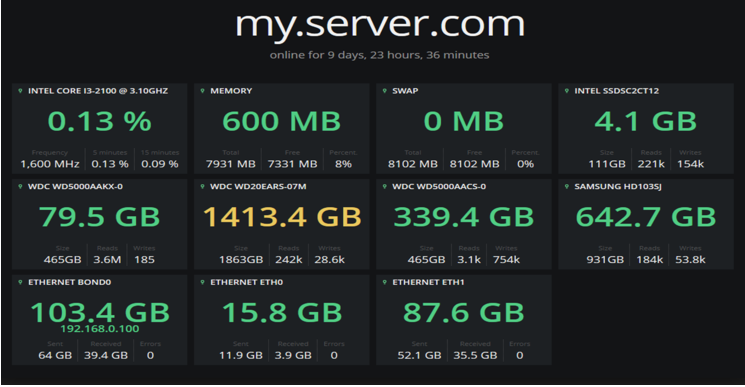 my.server.com
online for 9 days, 23 hours, 36 minutes
INTEL CORE I3-2100 @ 3.10GHZ
0.13 %
Frequency 5 minutes 15 minutes
1,600 MHz 0.13 % 0.09 %
MEMORY
600 MB
Total Free Percent.
7931 MB 7331 MB 8%
SWAP
0 MB
Total Free Percent.
8102 MB 8102 MB 0%
INTEL SSDSC2CT12
4.1 GB
Size Reads Writes
111GB 221k 154k
WDC WD5000AAKX-0
79.5 GB
Size Reads Writes
465GB 3.6M 185
WDC WD20EARS-07M
1413.4 GB
Size Reads Writes
1863GB 242k 28.6k
WDC WD5000AACS-0
339.4 GB
Size Reads Writes
465GB 3.1k 754k
SAMSUNG HD103SJ
642.7 GB
Size Reads Writes
931GB 184k 53.8k
ETHERNET BOND0
103.4 GB
192.168.0.100
Sent Received Errors
64 GB 39.4 GB 0
ETHERNET ETH0
15.8 GB
Sent Received Errors
11.9 GB 3.9 GB 0
ETHERNET ETH1
87.6 GB
Sent Received Errors
52.1 GB 35.5 GB 0